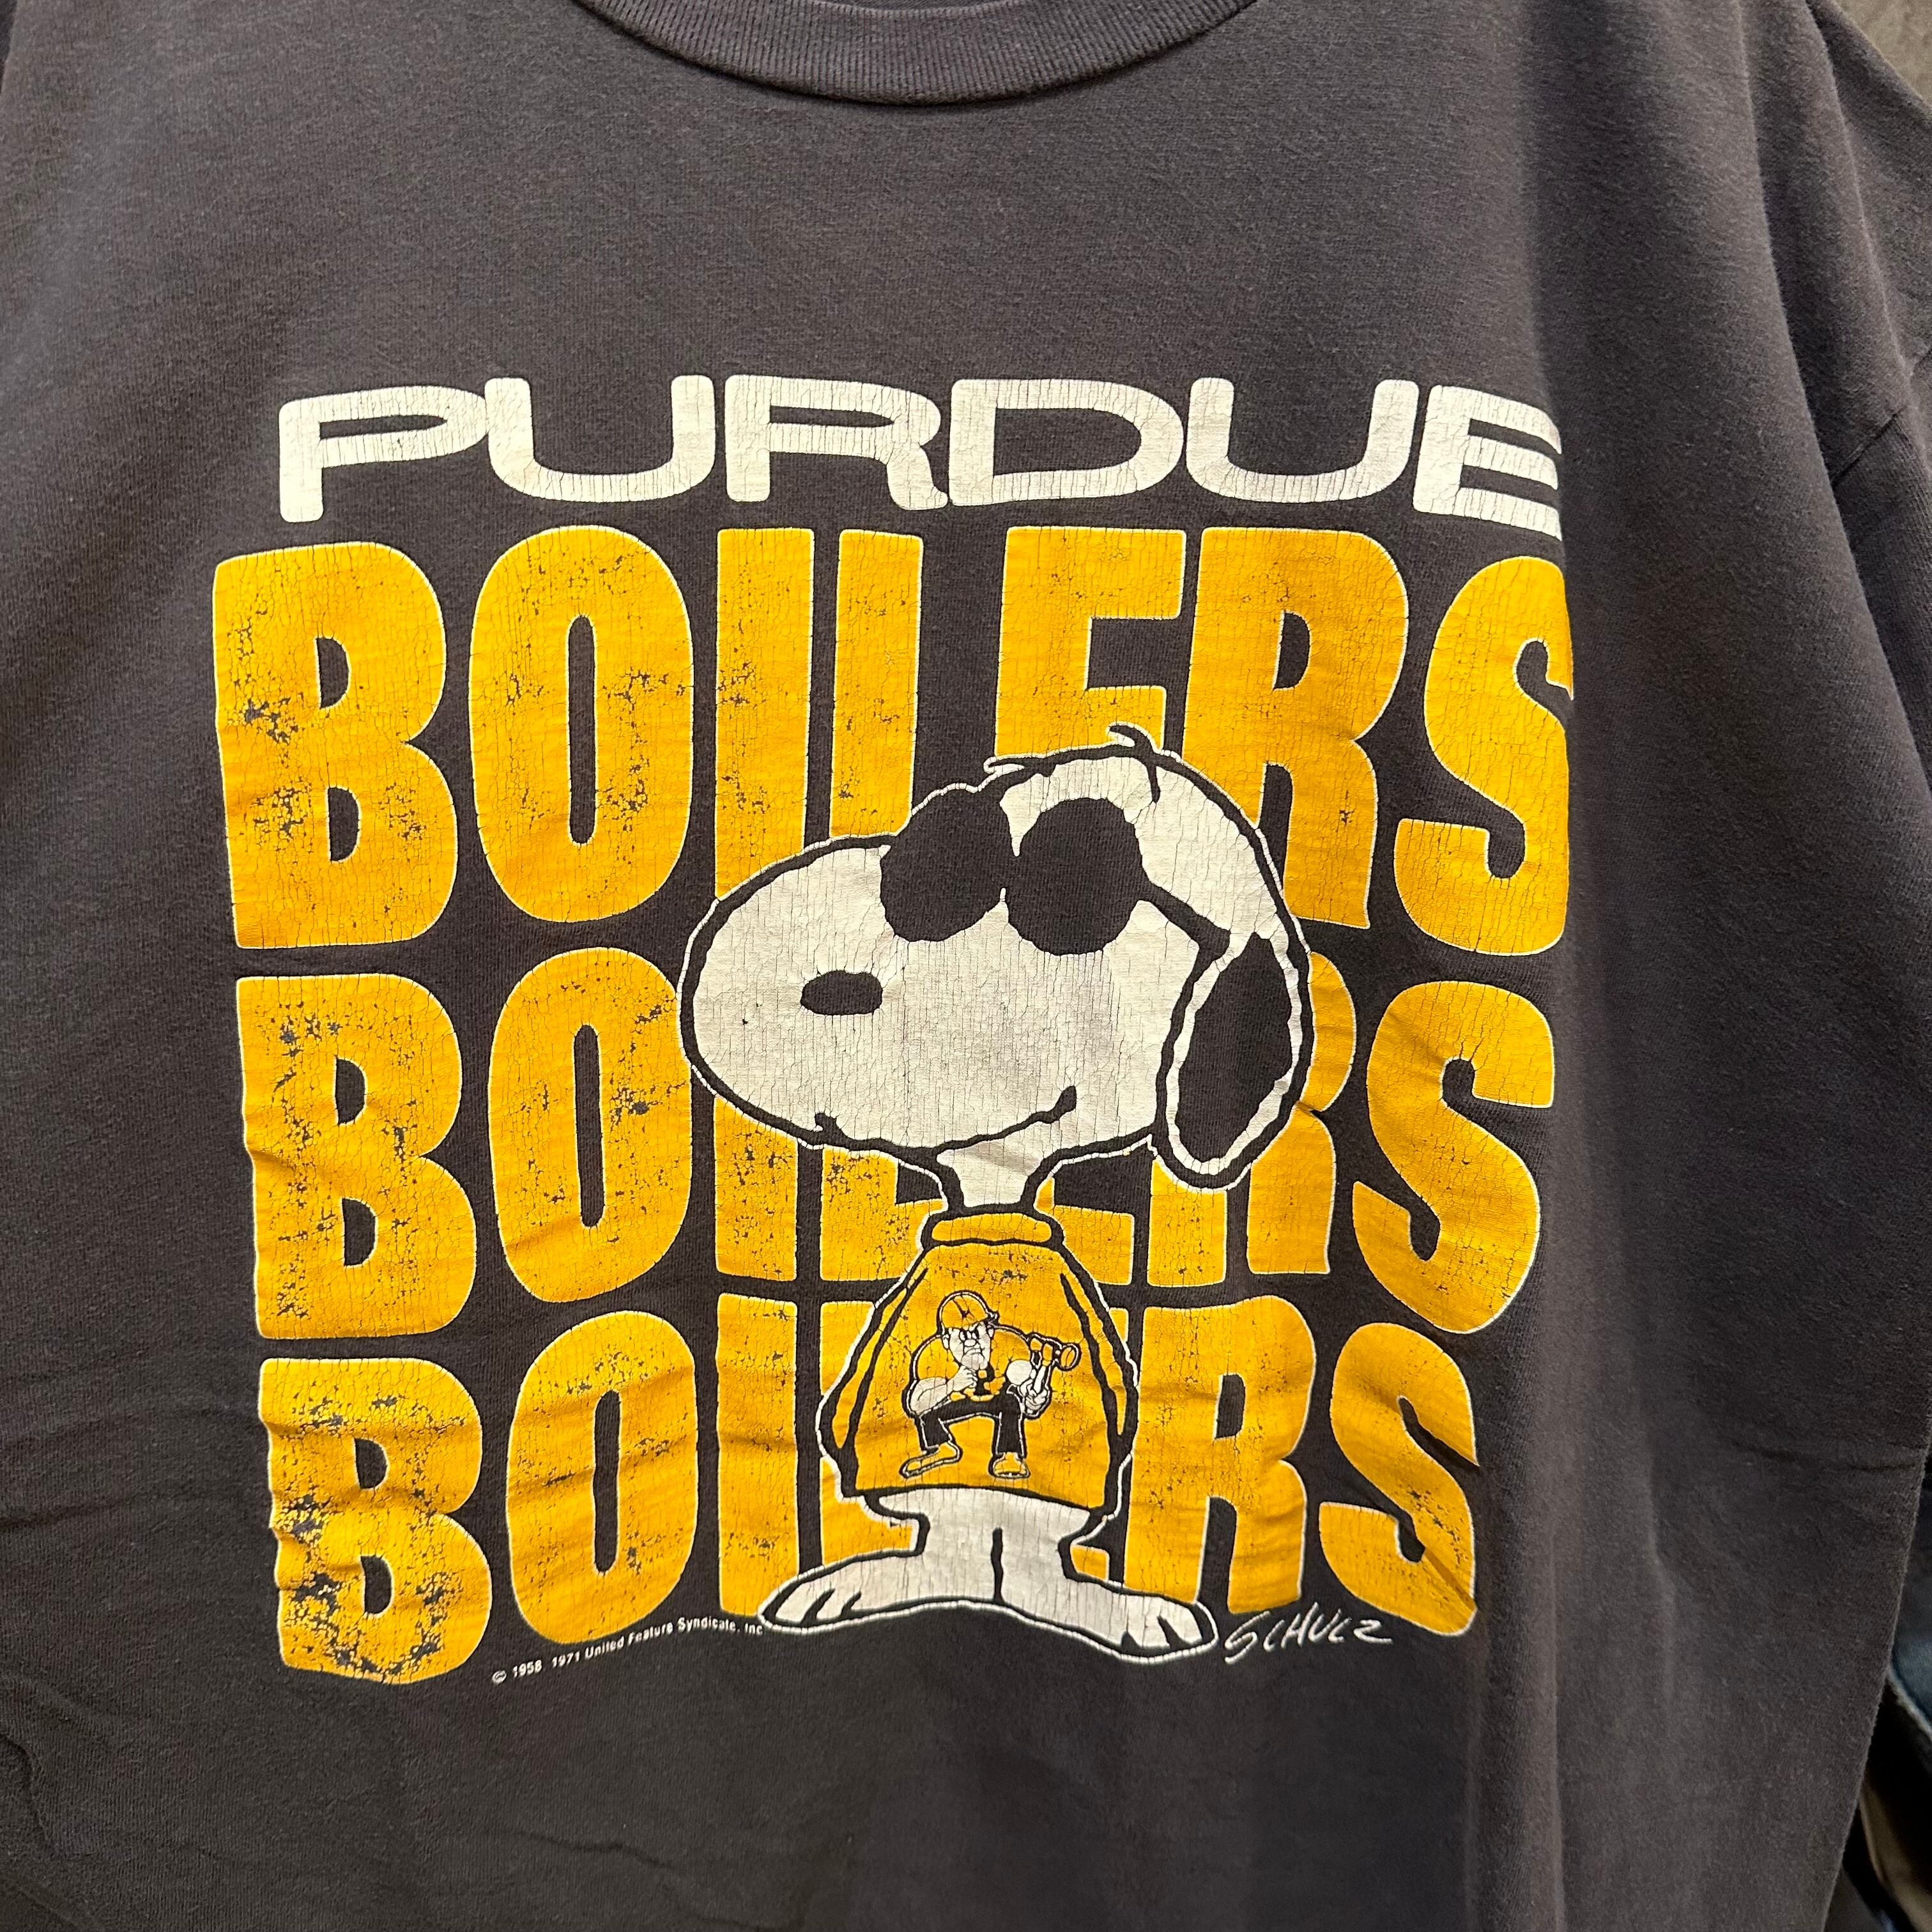 PURDUE
BOILERS
BOILERS
BOILERS
© 1958 1971 United Feature Syndicate, Inc
SCHULZ